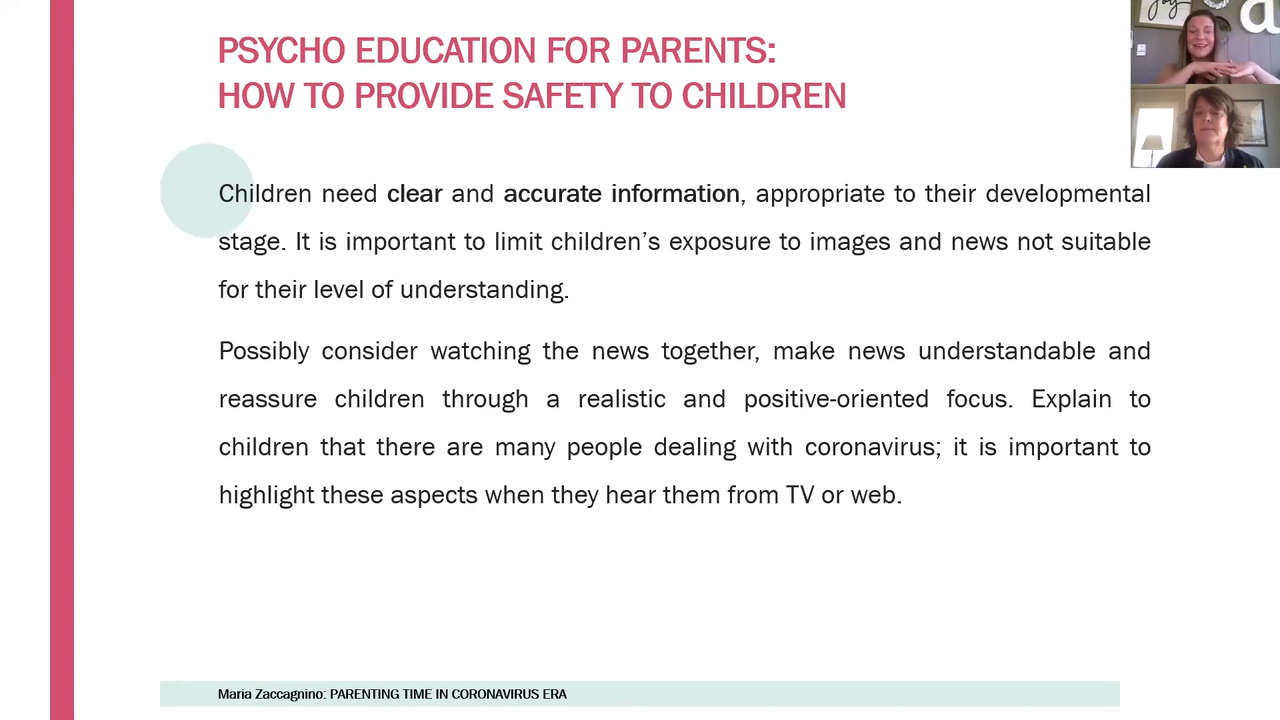 PSYCHO EDUCATION FOR PARENTS:
HOW TO PROVIDE SAFETY TO CHILDREN
joy
a
Children need clear and accurate information, appropriate to their developmental
stage. It is important to limit children’s exposure to images and news not suitable
for their level of understanding.
Possibly consider watching the news together, make news understandable and
reassure children through a realistic and positive-oriented focus. Explain to
children that there are many people dealing with coronavirus; it is important to
highlight these aspects when they hear them from TV or web.
Maria Zaccagnino: PARENTING TIME IN CORONAVIRUS ERA